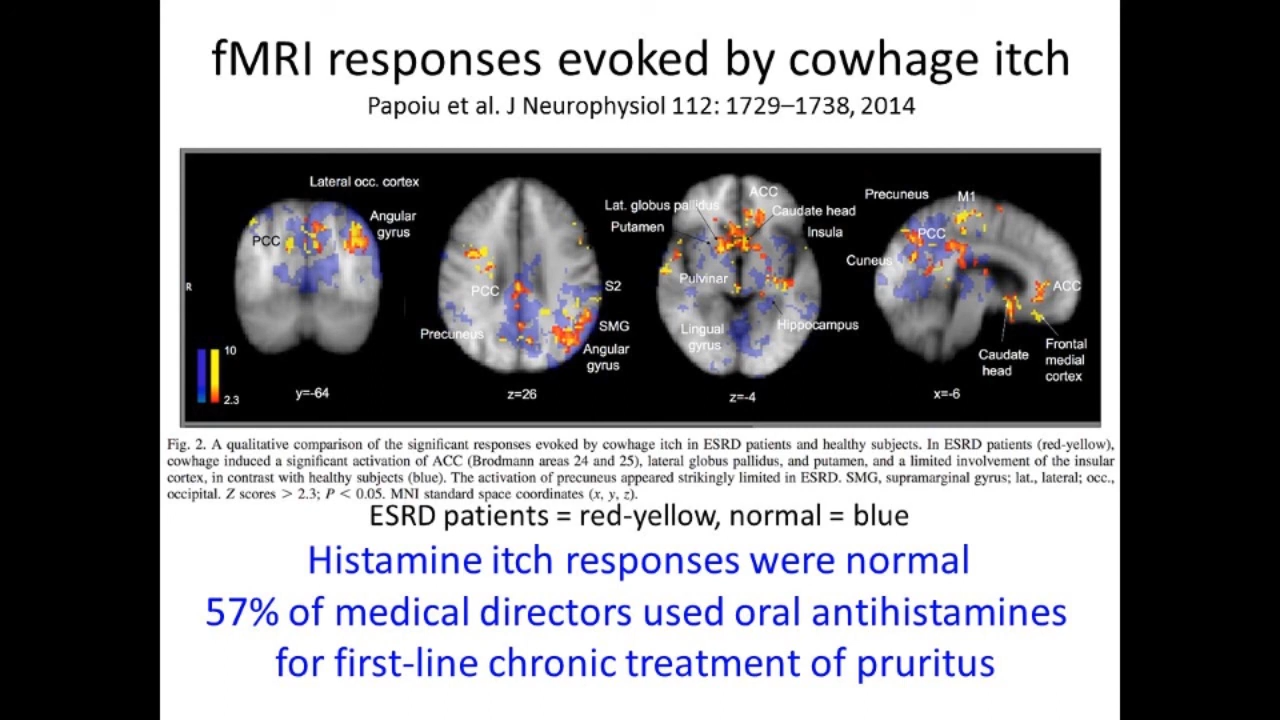 fMRI responses evoked by cowhage itch
Papoiu et al. J Neurophysiol 112: 1729–1738, 2014
Lateral occ. cortex
Angular
gyrus
PCC
R
10
2.3
y=-64
PCC
Precuneus
S2
SMG
Angular
gyrus
z=26
Lat. globus pallidus
Putamen
ACC
Caudate head
Insula
Pulvinar
Lingual
gyrus
Hippocampus
z=-4
Precuneus
M1
PCC
Cuneus
ACC
Caudate
head
Frontal
medial
cortex
x=-6
Fig. 2. A qualitative comparison of the significant responses evoked by cowhage itch in ESRD patients and healthy subjects. In ESRD patients (red-yellow),
cowhage induced a significant activation of ACC (Brodmann areas 24 and 25), lateral globus pallidus, and putamen, and a limited involvement of the insular
cortex, in contrast with healthy subjects (blue). The activation of precuneus appeared strikingly limited in ESRD. SMG, supramarginal gyrus; lat., lateral; occ.,
occipital. Z scores > 2.3; P < 0.05. MNI standard space coordinates (x, y, z).
ESRD patients = red-yellow, normal = blue
Histamine itch responses were normal
57% of medical directors used oral antihistamines
for first-line chronic treatment of pruritus